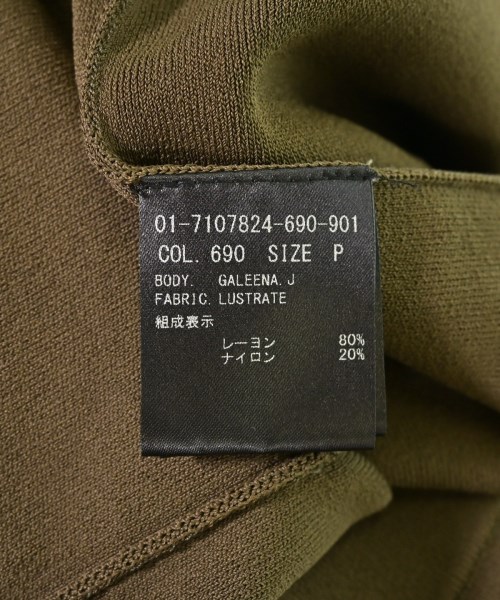 01-7107824-690-901
COL. 690 SIZE P
BODY. GALEENA.J
FABRIC. LUSTRATE
組成表示
レーヨン 80%
ナイロン 20%